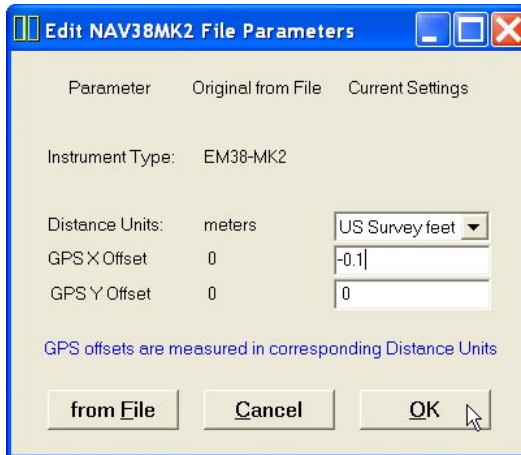 Edit NAV38MK2 File Parameters
Parameter Original from File Current Settings
Instrument Type: EM38-MK2
Distance Units: meters US Survey feet
GPS X Offset 0 -0.1
GPS Y Offset 0 0
GPS offsets are measured in corresponding Distance Units
from File Cancel OK